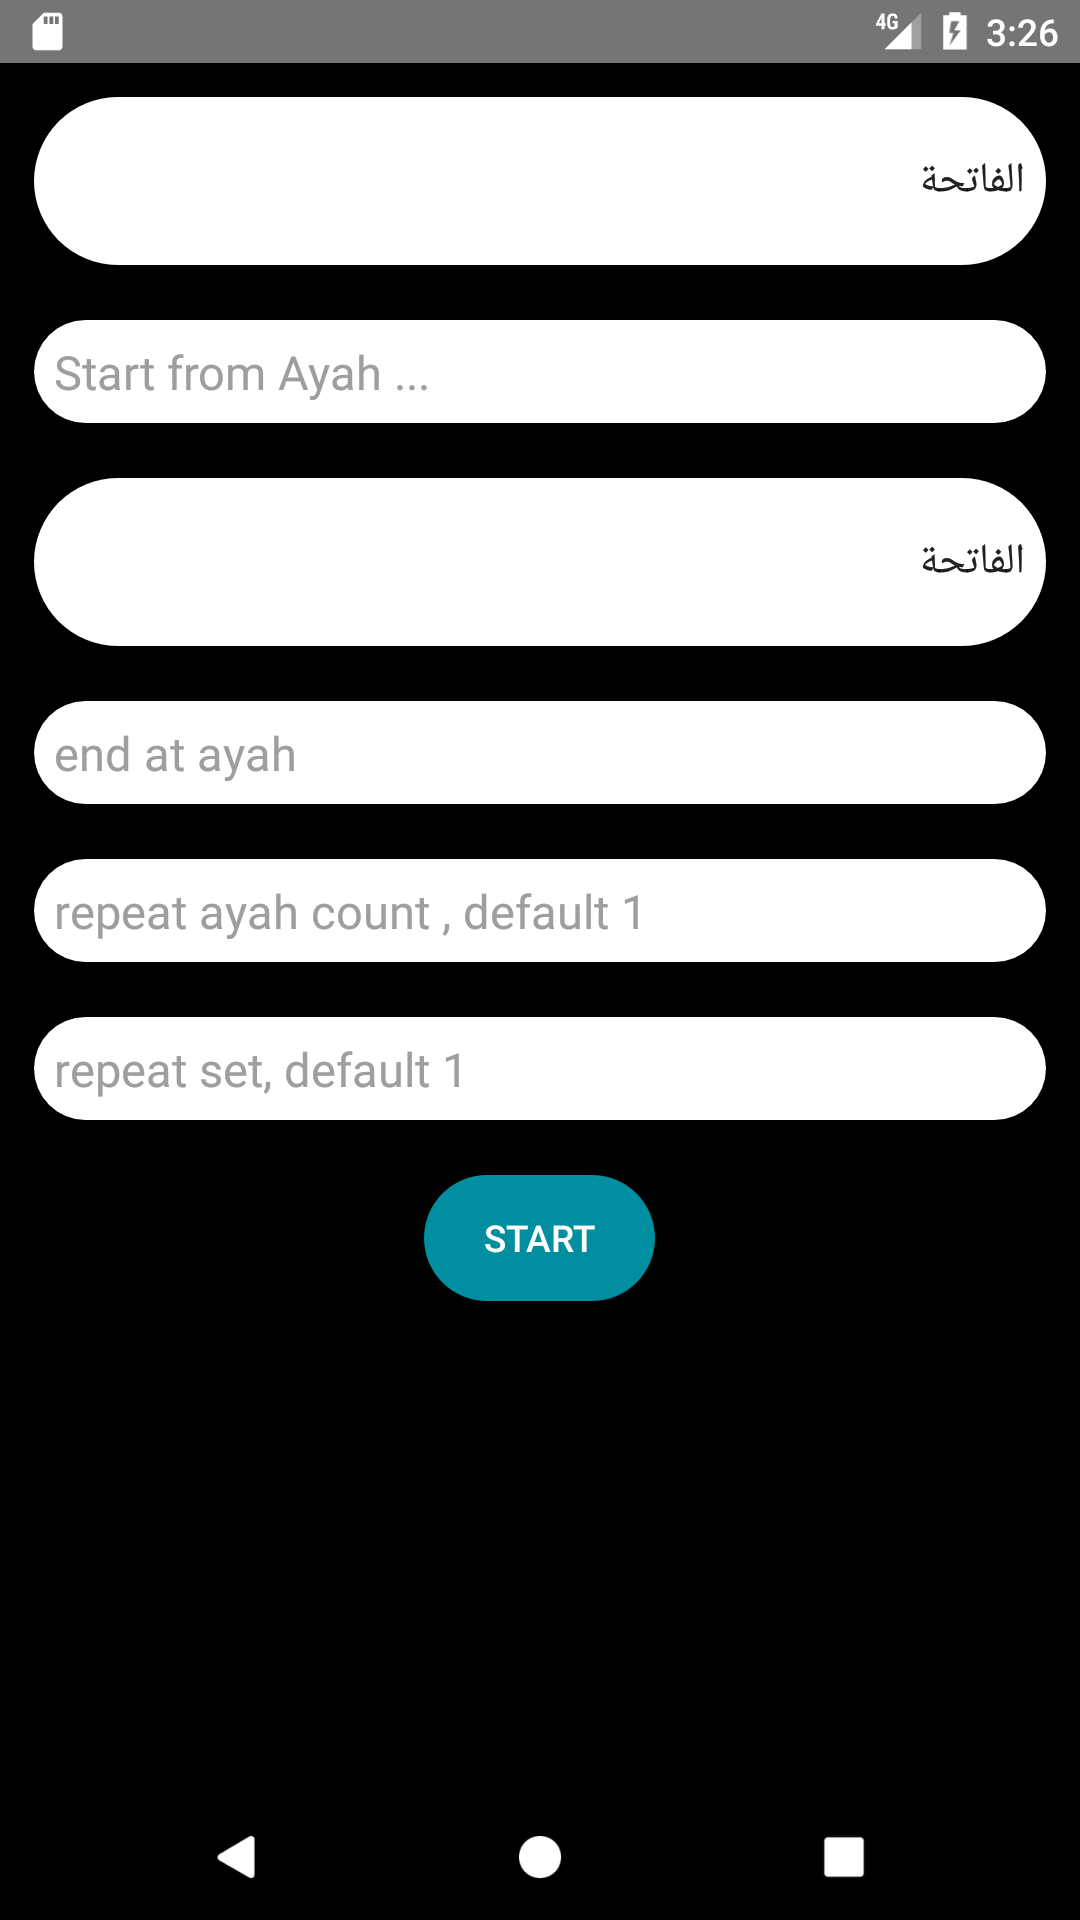 4G 3:26
الفاتحة
Start from Ayah ...
الفاتحة
end at ayah
repeat ayah count , default 1
repeat set, default 1
START